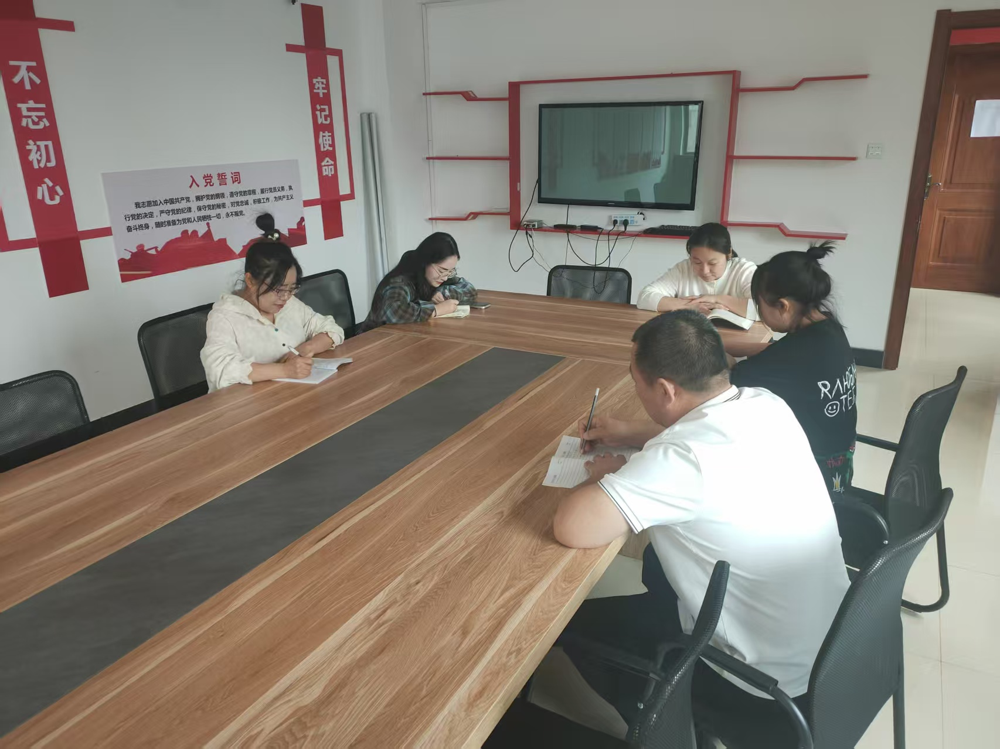 不忘初心
牢记使命
入党誓词
我志愿加入中国共产党，拥护党的纲领，遵守党的章程，履行党员义务，执
行党的决定，严守党的纪律，保守党的秘密，对党忠诚，积极工作，为共产主义
奋斗终身，随时准备为党和人民牺牲一切，永不叛党。